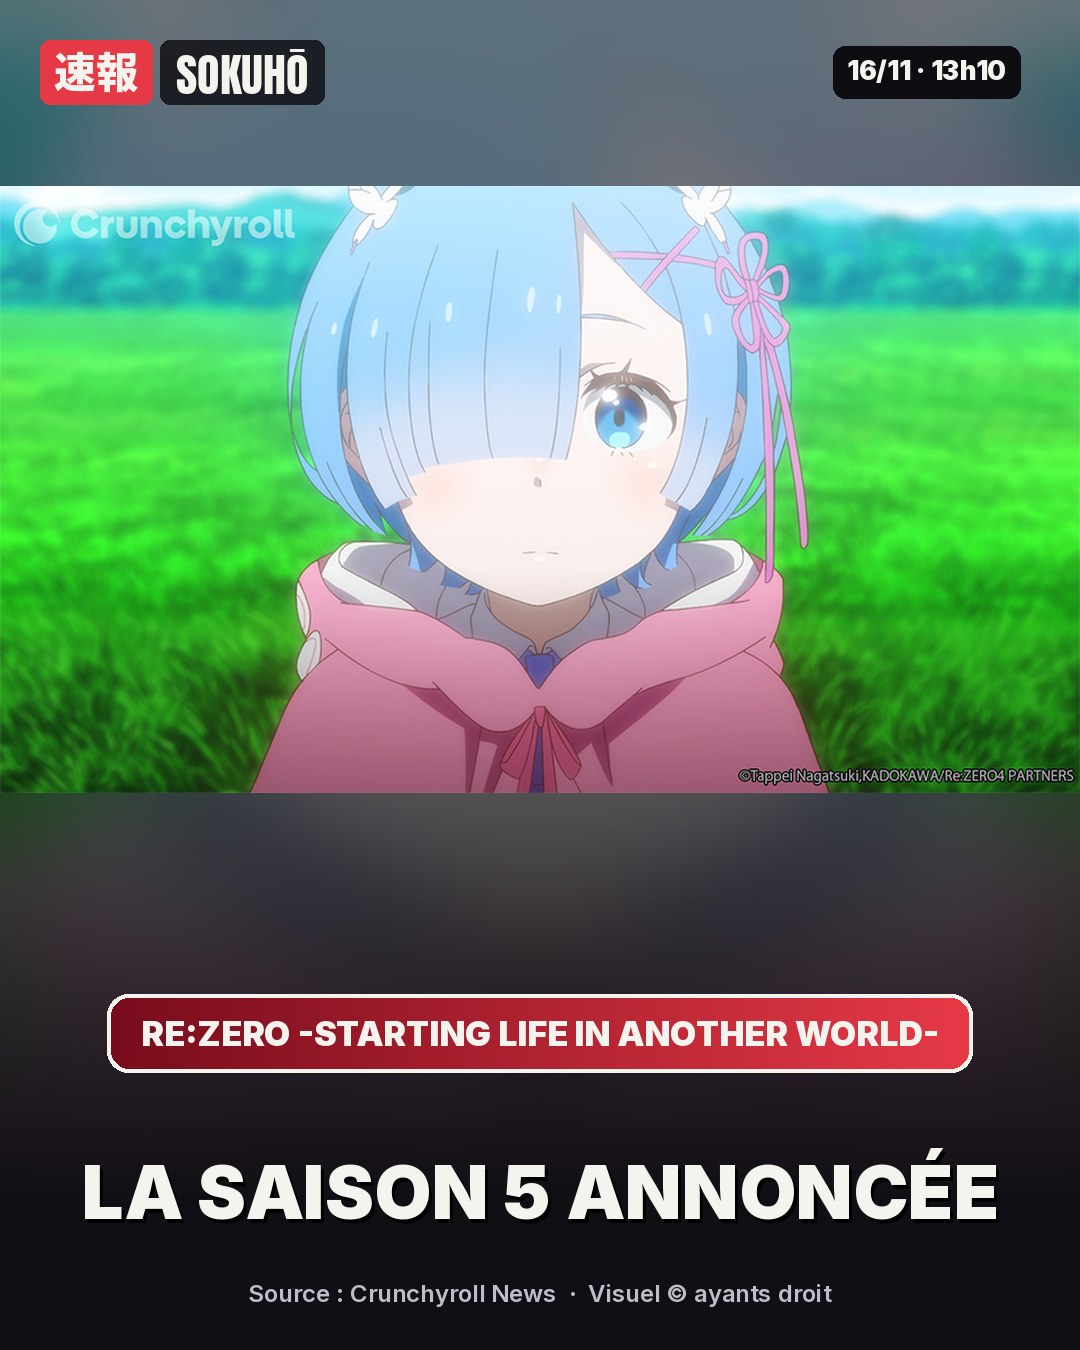 速報 SOKUHŌ
16/11 · 13h10
Crunchyroll
©Tappei Nagatsuki,KADOKAWA/Re:ZERO4 PARTNERS
RE:ZERO -STARTING LIFE IN ANOTHER WORLD-
LA SAISON 5 ANNONCÉE
Source : Crunchyroll News · Visuel © ayants droit